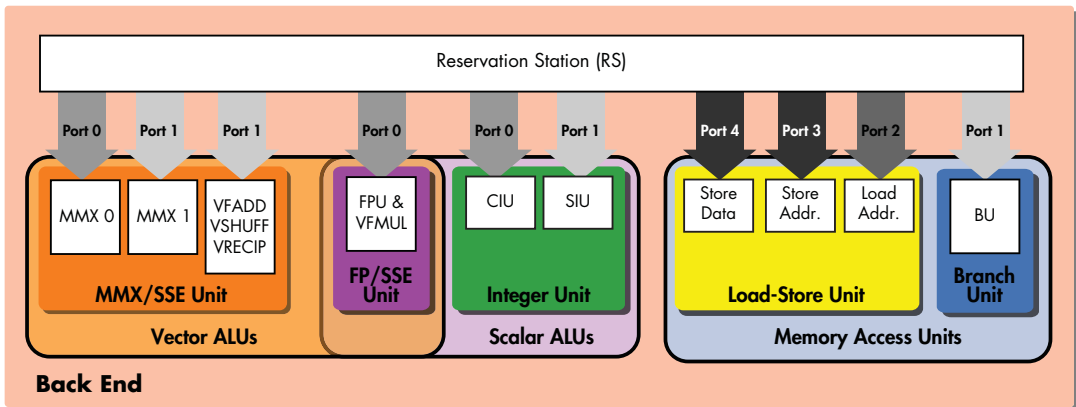 Reservation Station (RS)
Port 0
Port 1
Port 1
Port 0
Port 0
Port 1
Port 4
Port 3
Port 2
Port 1
MMX 0
MMX 1
VFADD
VSHUFF
VRECIP
FPU &
VFMUL
CIU
SIU
Store
Data
Store
Addr.
Load
Addr.
BU
MMX/SSE Unit
FP/SSE
Unit
Integer Unit
Load-Store Unit
Branch
Unit
Vector ALUs
Scalar ALUs
Memory Access Units
Back End